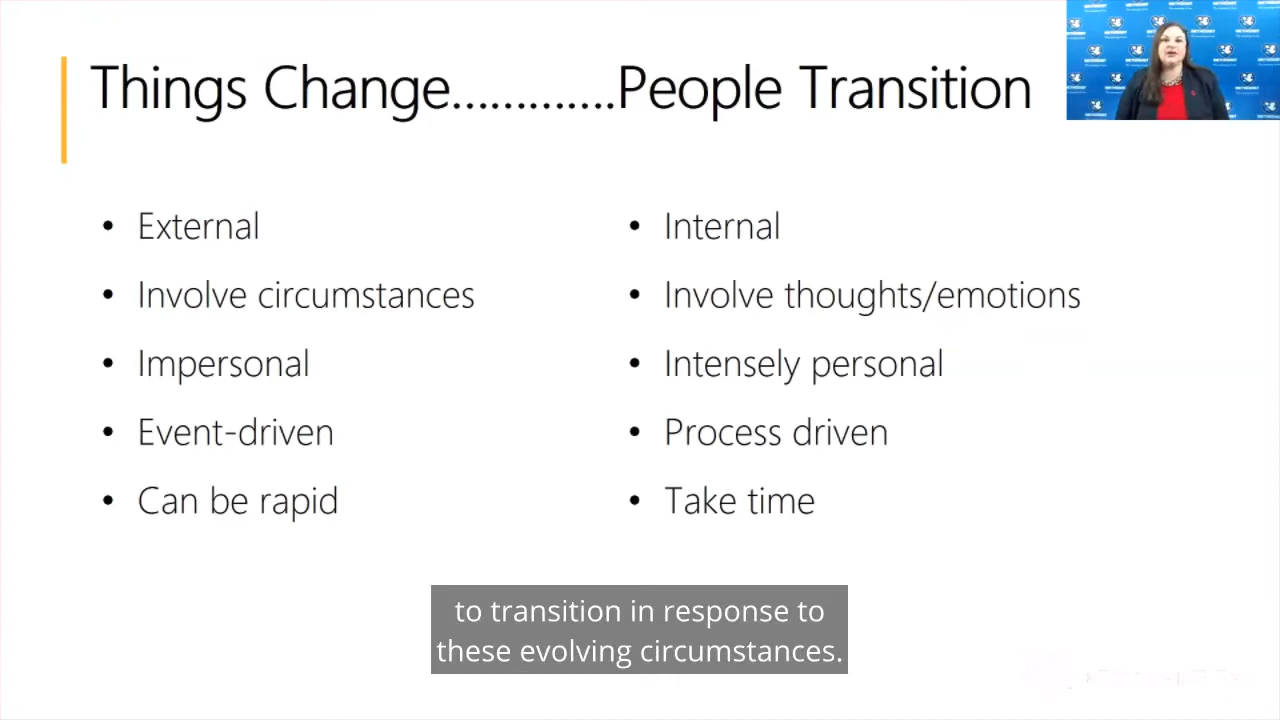 Things Change.............People Transition
• External
• Involve circumstances
• Impersonal
• Event-driven
• Can be rapid
• Internal
• Involve thoughts/emotions
• Intensely personal
• Process driven
• Take time
to transition in response to
these evolving circumstances.